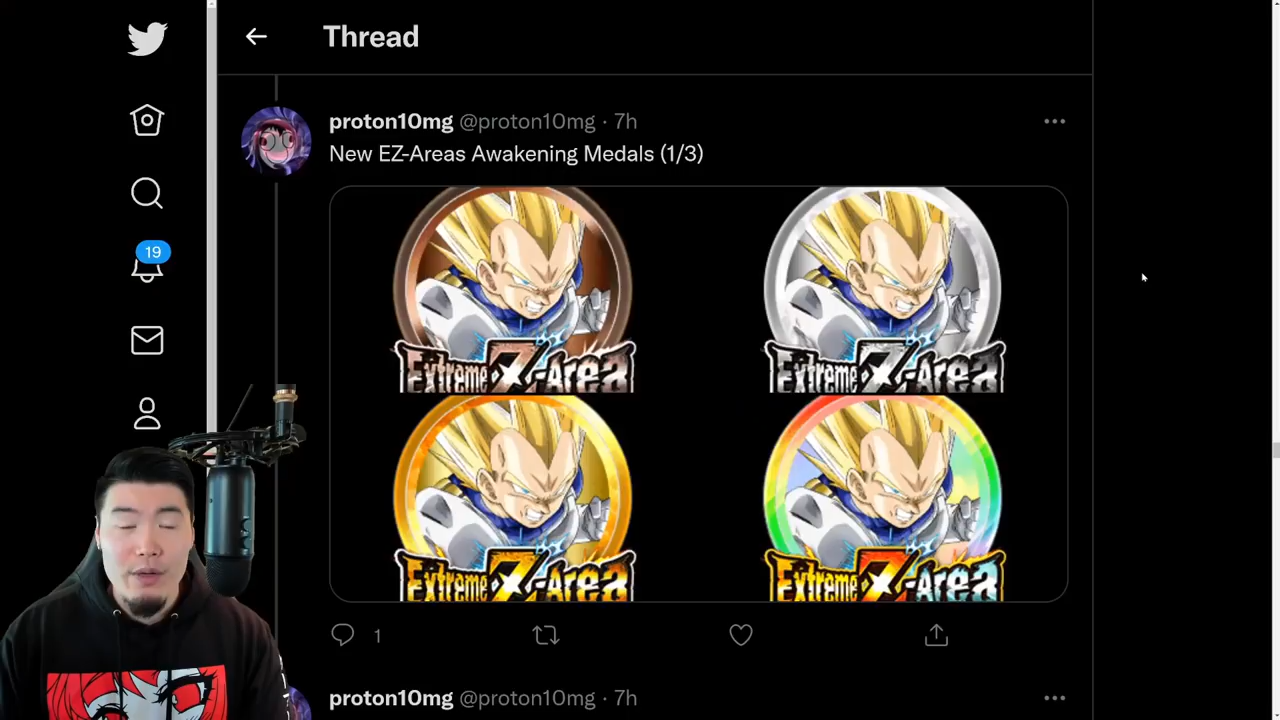 Thread
proton10mg @proton10mg · 7h
New EZ-Areas Awakening Medals (1/3)
Extreme Z-Area
Extreme Z-Area
19
Extreme Z-Area
Extreme Z-Area
1
proton10mg @proton10mg · 7h